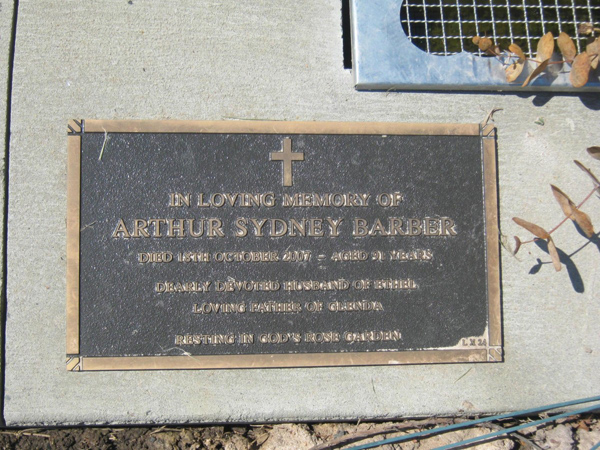 IN LOVING MEMORY OF
ARTHUR SYDNEY BARBER
DIED 18TH OCTOBER 2007 - AGED 91 YEARS
DEARLY DEVOTED HUSBAND OF ETHEL
LOVING FATHER OF GLENDA
RESTING IN GOD'S ROSE GARDEN
L X 24